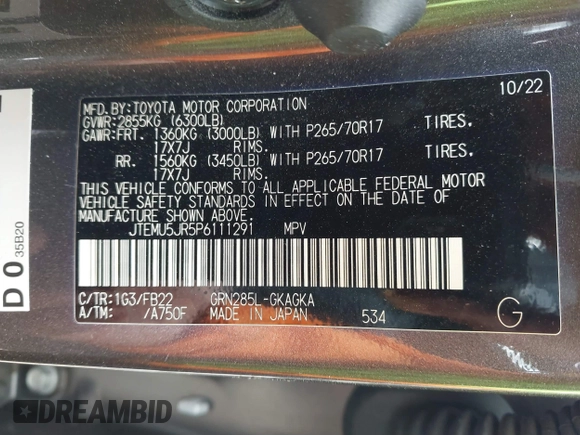 10/22
MFD.BY:TOYOTA MOTOR CORPORATION
GVWR:2855KG (6300LB)
GAWR:FRT. 1360KG (3000LB) WITH P265/70R17 TIRES.
17X7J RIMS.
RR. 1560KG (3450LB) WITH P265/70R17 TIRES.
17X7J RIMS.
THIS VEHICLE CONFORMS TO ALL APPLICABLE FEDERAL MOTOR
VEHICLE SAFETY STANDARDS IN EFFECT ON THE DATE OF
MANUFACTURE SHOWN ABOVE.
JTEMU5JR5P6111291 MPV
C/TR:1G3/FB22 GRN285L-GKAGKA
A/TM: /A750F MADE IN JAPAN 534 G
D0
35B20
DREAMBID